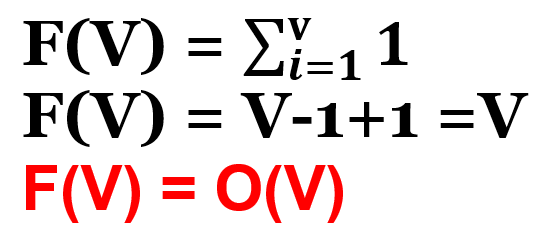 F(V) = ∑ᵛᵢ₌₁ 1
F(V) = V-1+1 =V
F(V) = O(V)